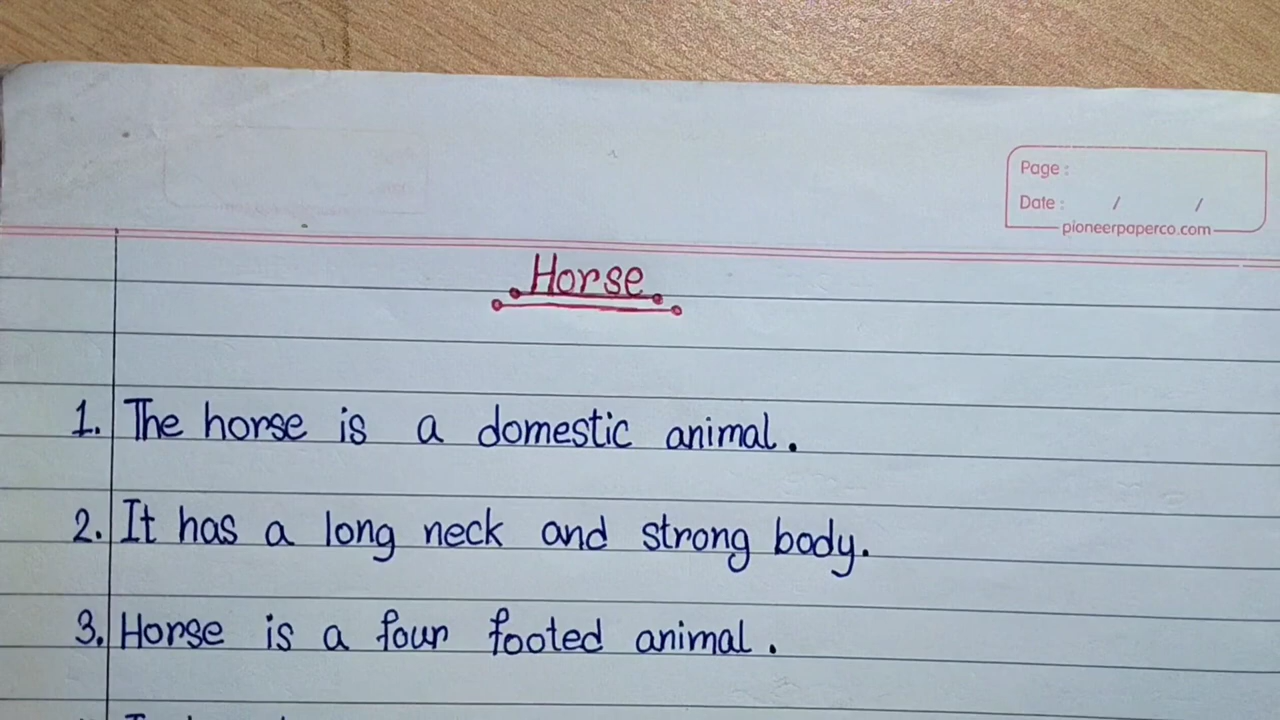 Page :
Date : / /
pioneerpaperco.com
Horse
1. The horse is a domestic animal.
2. It has a long neck and strong body.
3. Horse is a four footed animal.